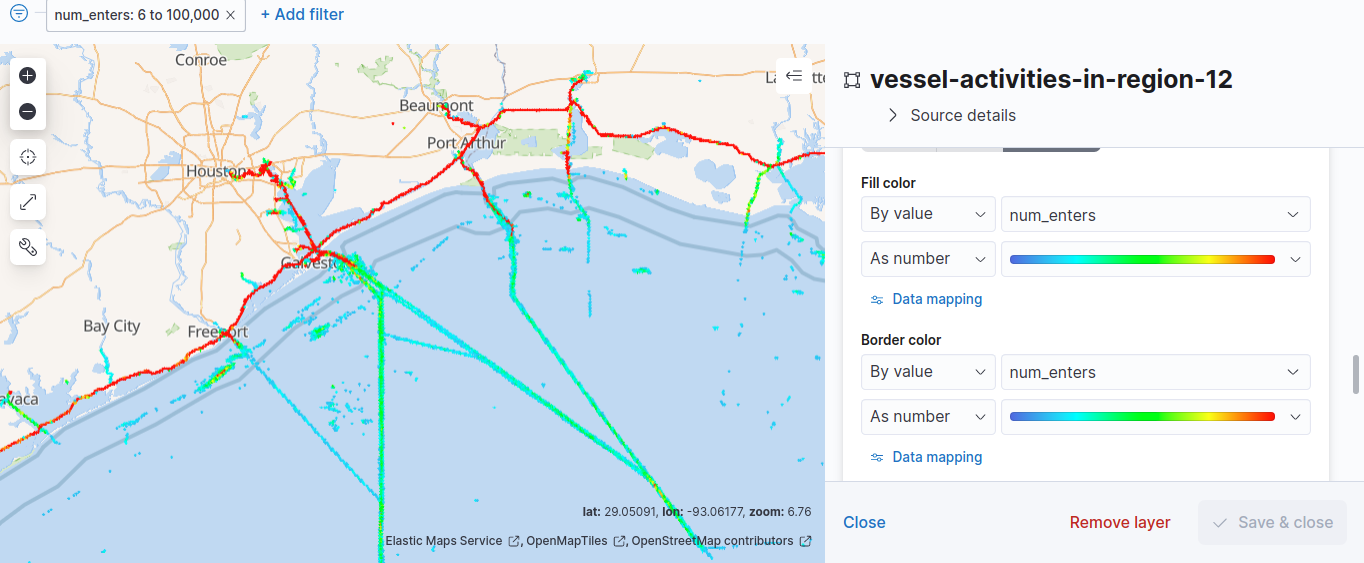 num_enters: 6 to 100,000 ×
+ Add filter
Conroe
Beaumont
Port Arthur
Houston
Galvest
Bay City
Freeport
avaca
lat: 29.05091, lon: -93.06177, zoom: 6.76
Elastic Maps Service , OpenMapTiles , OpenStreetMap contributors
vessel-activities-in-region-12
Source details
Fill color
By value num_enters
As number
Data mapping
Border color
By value num_enters
As number
Data mapping
Close Remove layer Save & close